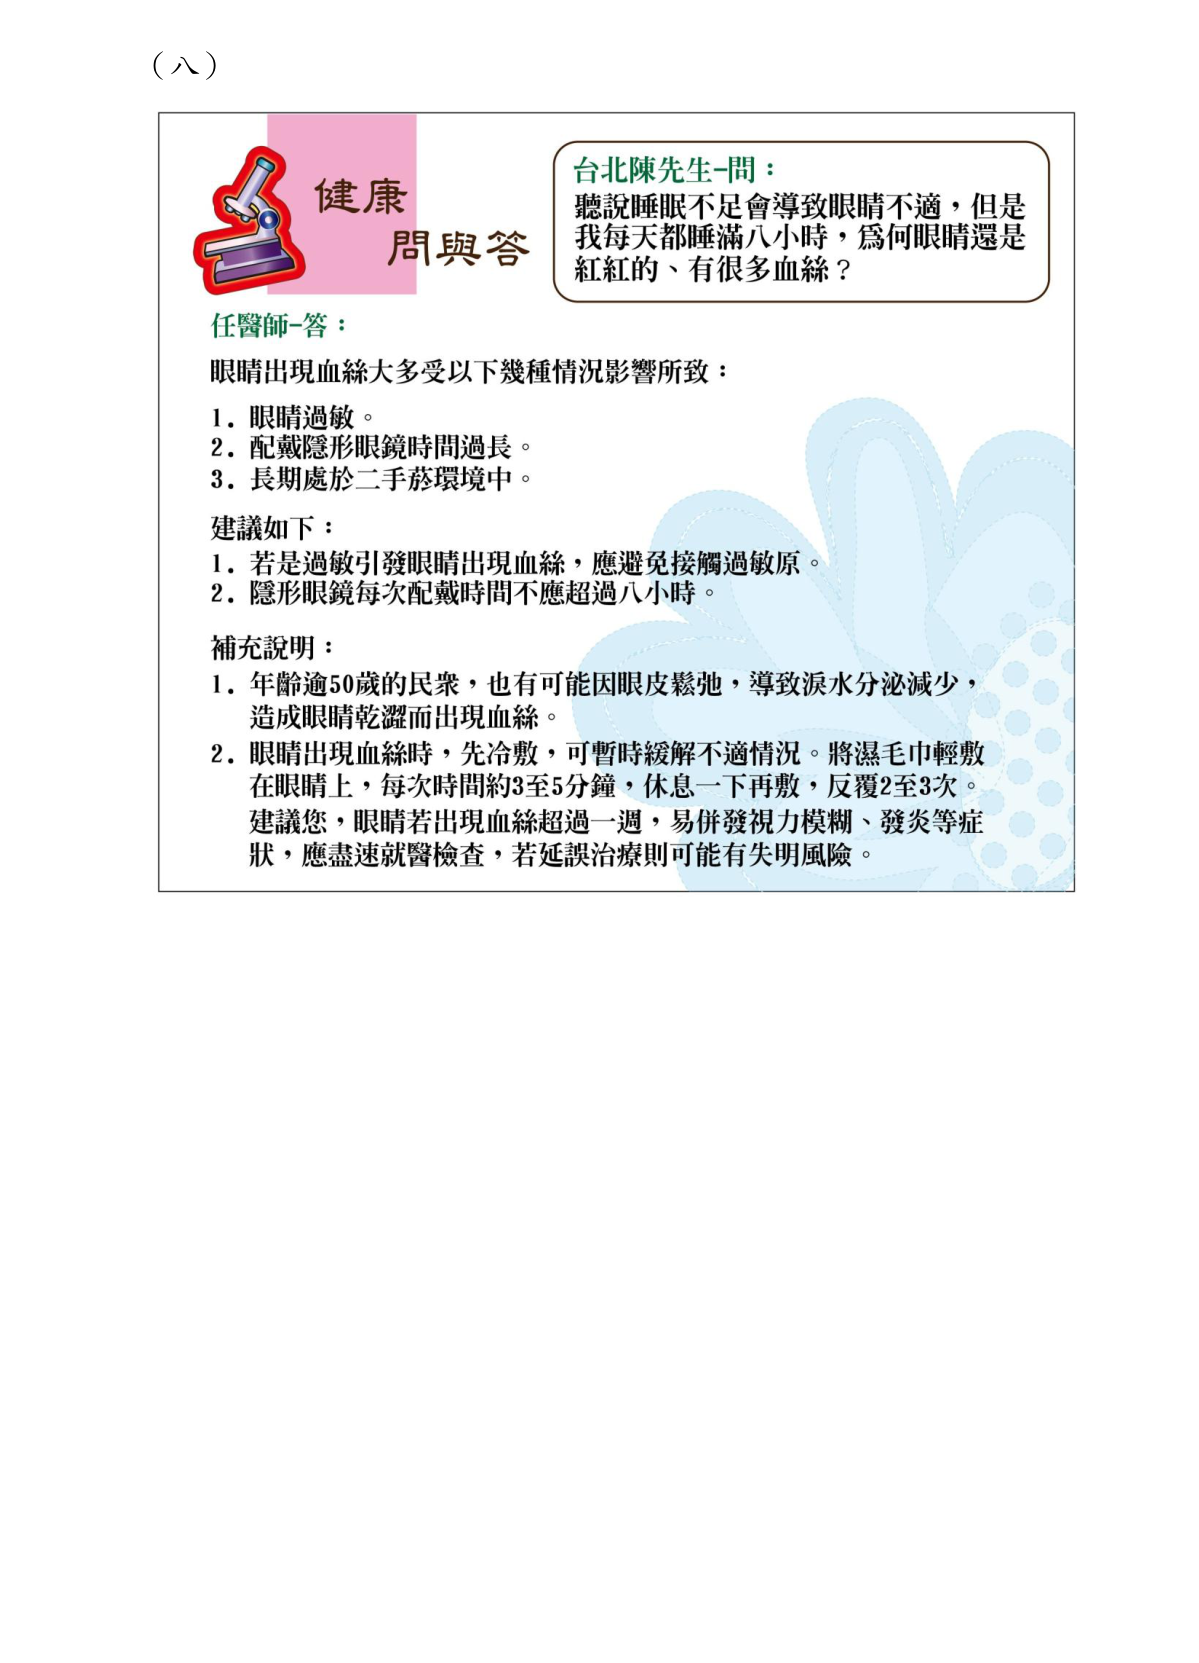 （八）
健康
問與答
台北陳先生-問：
聽說睡眠不足會導致眼睛不適，但是
我每天都睡滿八小時，為何眼睛還是
紅紅的、有很多血絲？
任醫師-答：
眼睛出現血絲大多受以下幾種情況影響所致：
1. 眼睛過敏。
2. 配戴隱形眼鏡時間過長。
3. 長期處於二手菸環境中。
建議如下：
1. 若是過敏引發眼睛出現血絲，應避免接觸過敏原。
2. 隱形眼鏡每次配戴時間不應超過八小時。
補充說明：
1. 年齡逾50歲的民眾，也有可能因眼皮鬆弛，導致淚水分泌減少，
造成眼睛乾澀而出現血絲。
2. 眼睛出現血絲時，先冷敷，可暫時緩解不適情況。將濕毛巾輕敷
在眼睛上，每次時間約3至5分鐘，休息一下再敷，反覆2至3次。
建議您，眼睛若出現血絲超過一週，易併發視力模糊、發炎等症
狀，應盡速就醫檢查，若延誤治療則可能有失明風險。